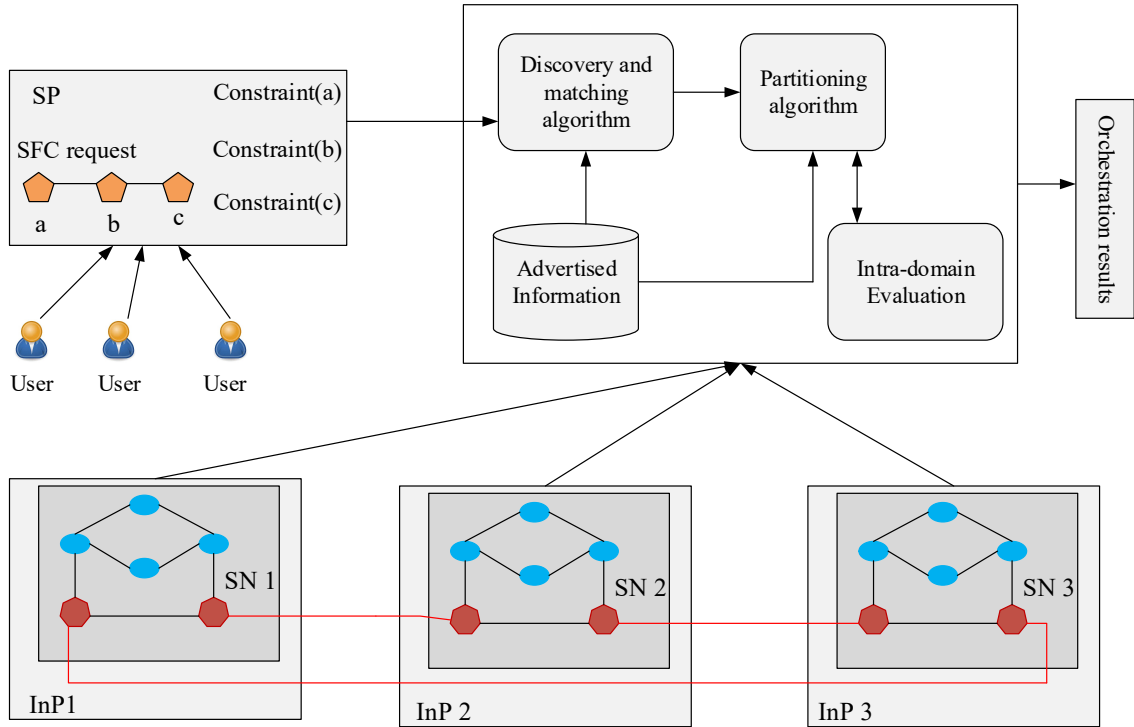 SP
Constraint(a)
SFC request
Constraint(b)
Constraint(c)
a
b
c
User
User
User
Discovery and
matching
algorithm
Partitioning
algorithm
Advertised
Information
Intra-domain
Evaluation
Orchestration results
SN 1
InP1
SN 2
InP 2
SN 3
InP 3